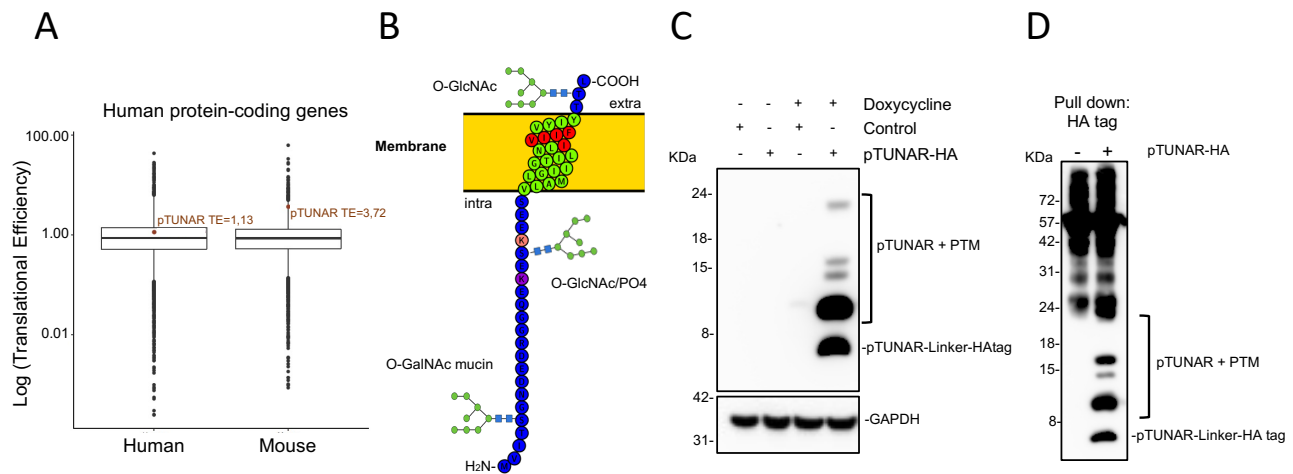 A
Human protein-coding genes
Log (Translational Efficiency)
100.00
1.00
0.01
pTUNAR TE=1,13
pTUNAR TE=3,72
Human
Mouse
B
O-GlcNAc
-COOH
extra
Membrane
intra
O-GlcNAc/PO4
O-GalNAc mucin
H₂N-
C
- - + + Doxycycline
+ - + - Control
- + - + pTUNAR-HA
KDa
24-
18-
15-
8-
pTUNAR + PTM
-pTUNAR-Linker-HAtag
42-
31-
-GAPDH
D
Pull down:
HA tag
- + pTUNAR-HA
KDa
72-
57-
42-
31-
24-
18-
15-
8-
pTUNAR + PTM
-pTUNAR-Linker-HA tag